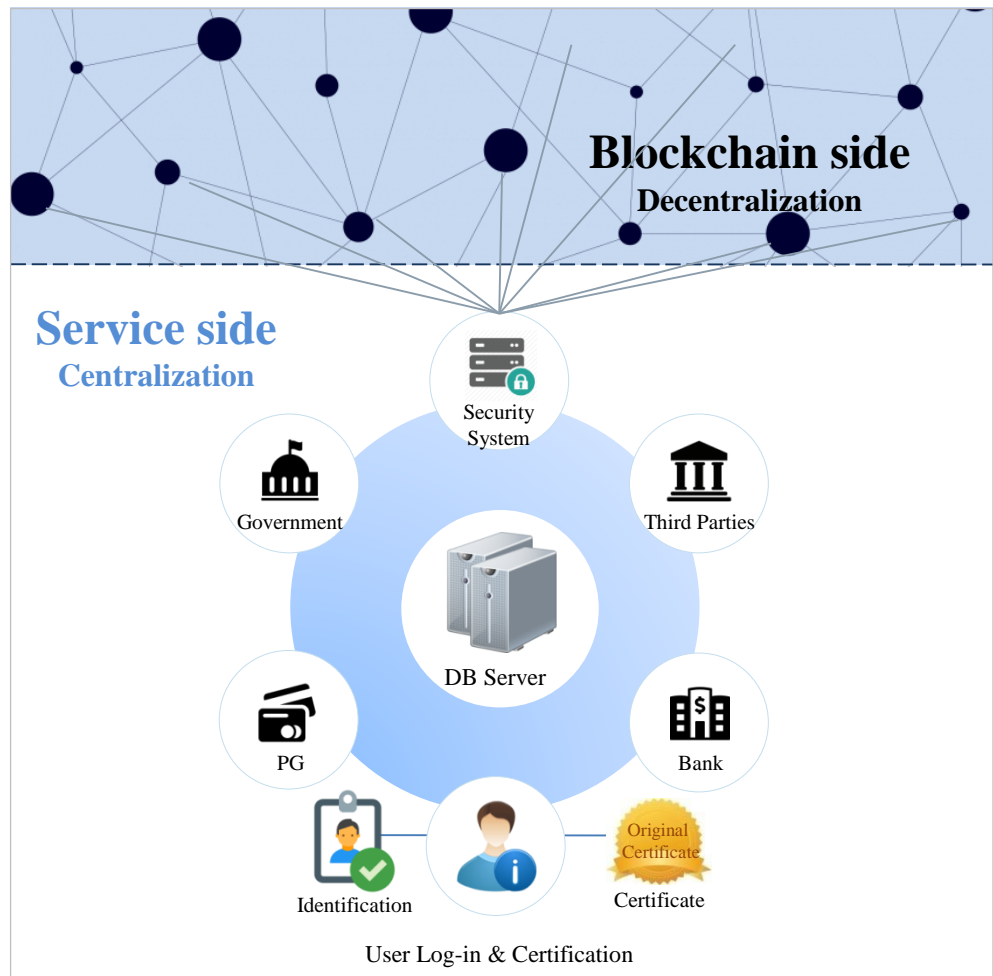 Blockchain side
Decentralization
Service side
Centralization
Security
System
Government
Third Parties
DB Server
PG
$
Bank
i
Original
Certificate
Identification
Certificate
User Log-in & Certification